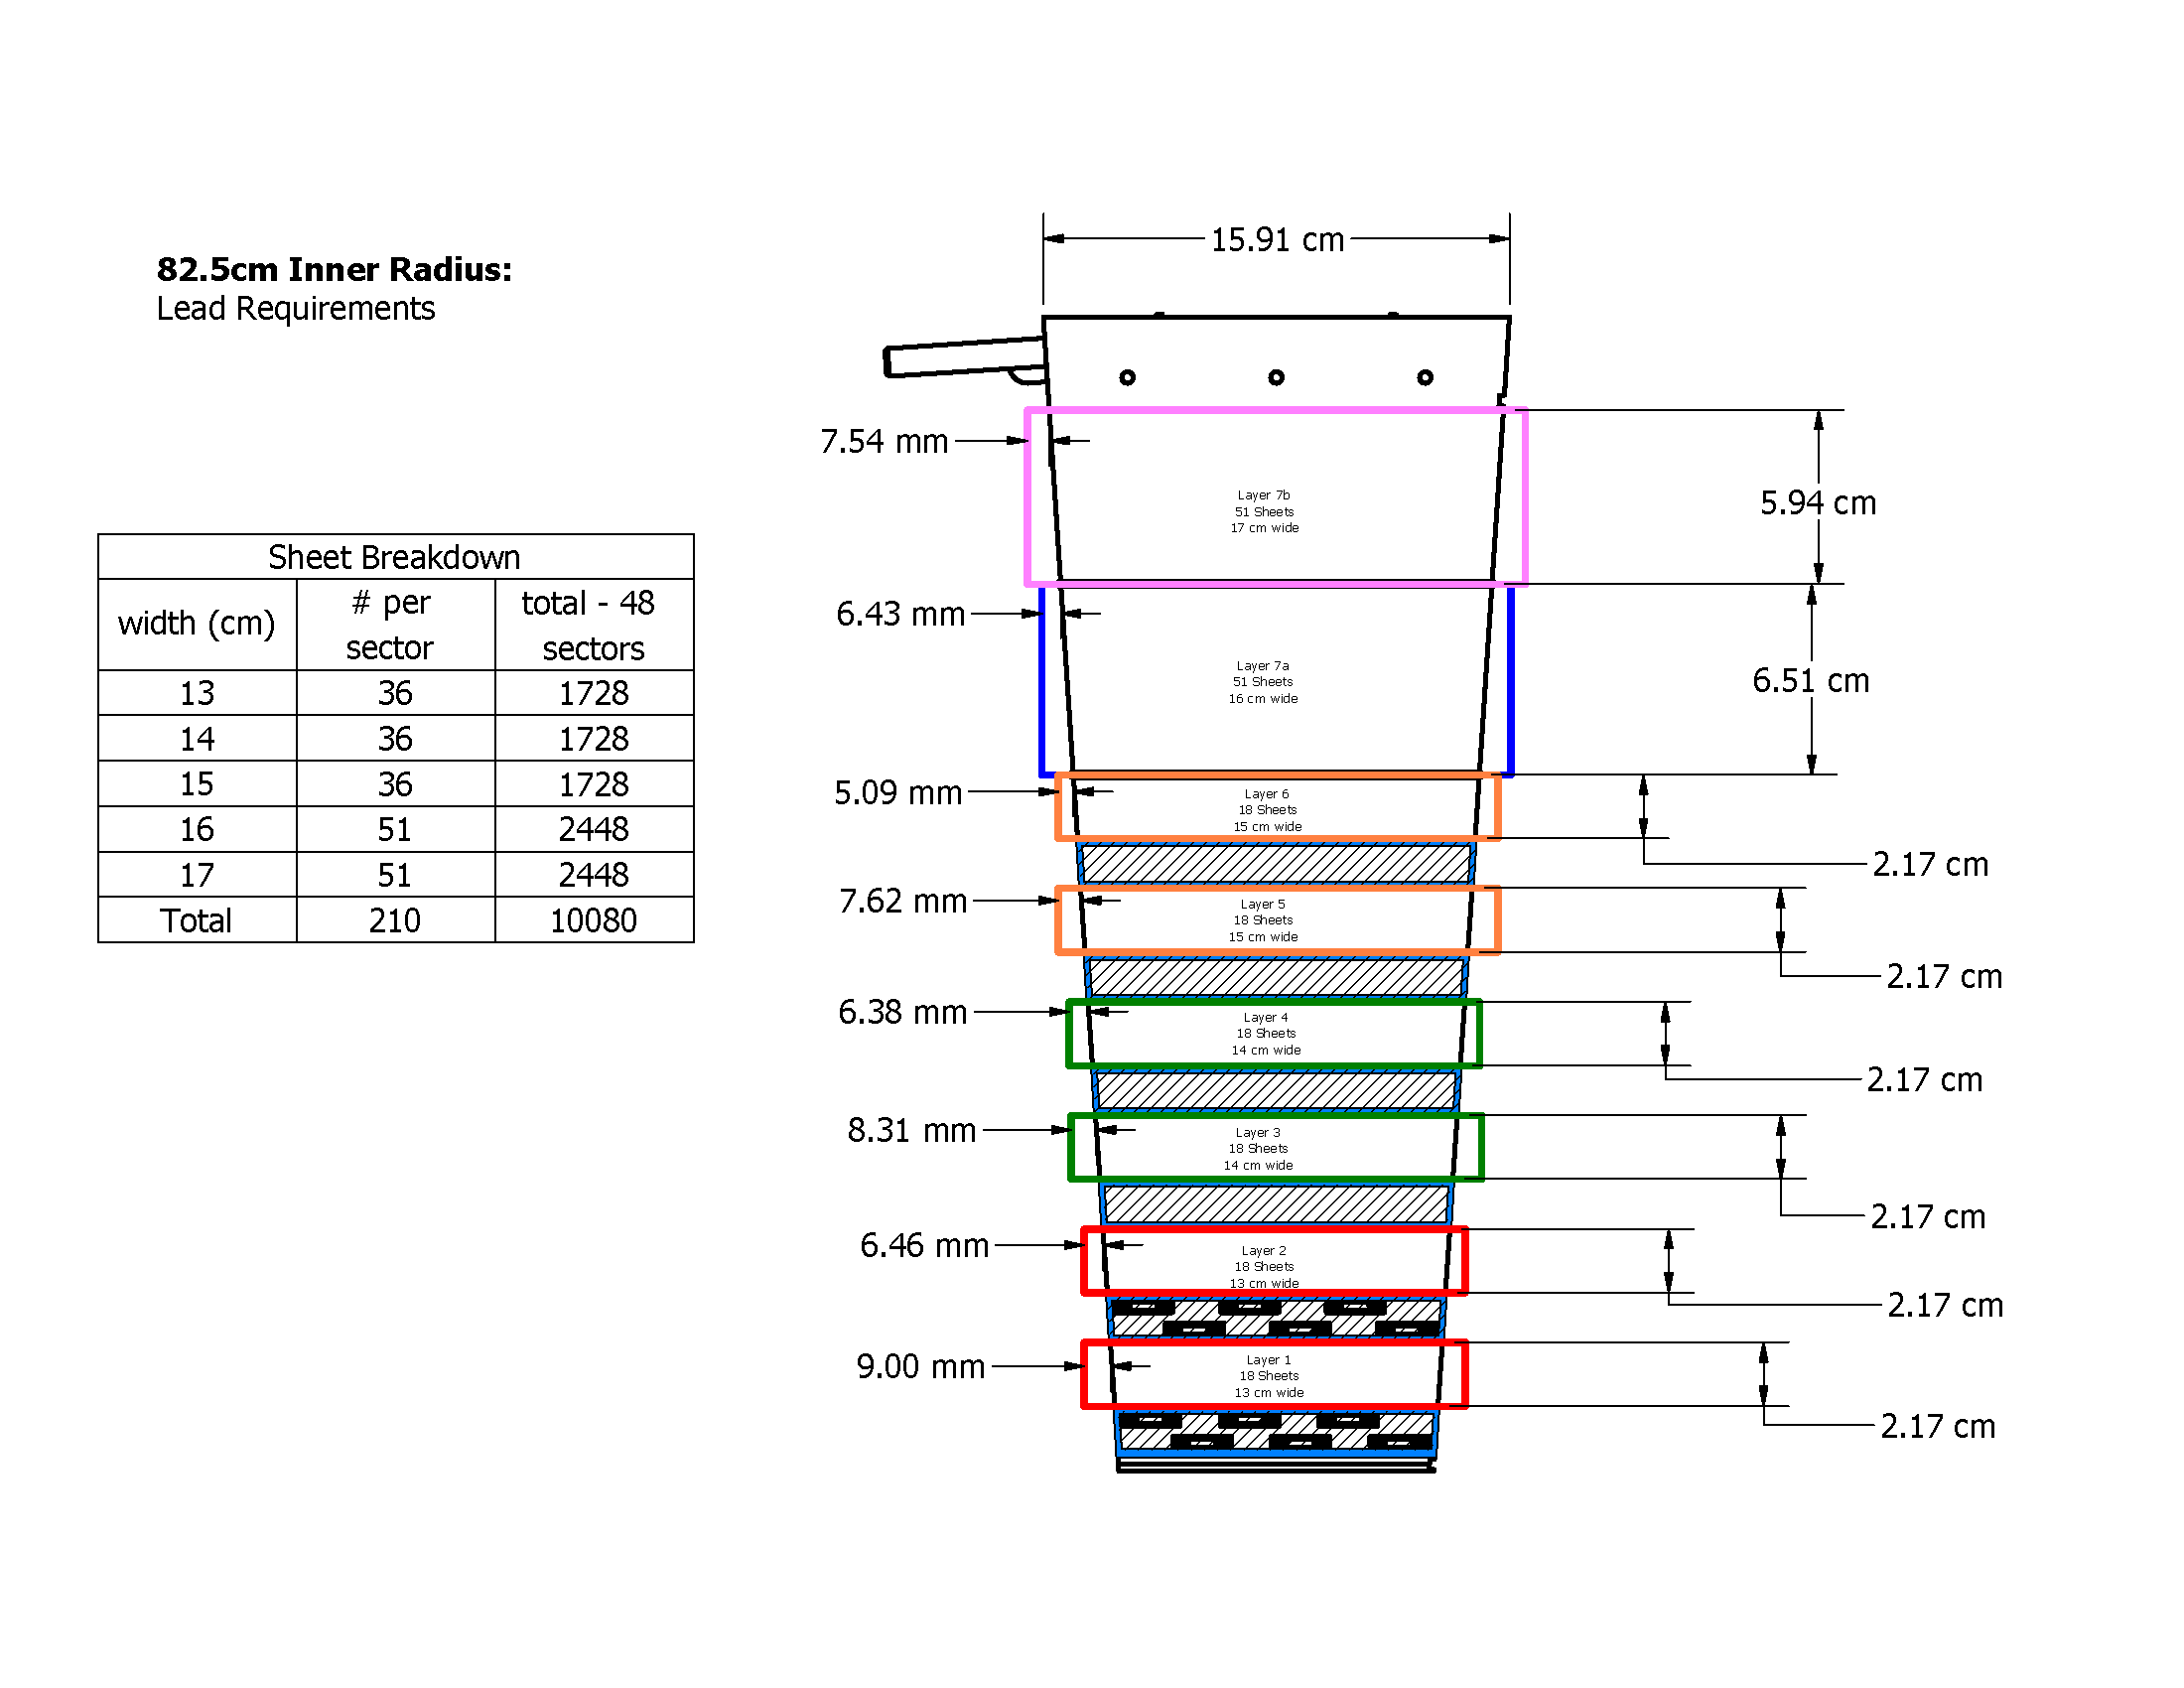 82.5cm Inner Radius:
Lead Requirements
Sheet Breakdown
width (cm)
# per sector
total - 48 sectors
13 36 1728
14 36 1728
15 36 1728
16 51 2448
17 51 2448
Total 210 10080
15.91 cm
7.54 mm
Layer 7b
51 Sheets
17 cm wide
5.94 cm
6.43 mm
Layer 7a
51 Sheets
16 cm wide
6.51 cm
5.09 mm
Layer 6
18 Sheets
15 cm wide
2.17 cm
7.62 mm
Layer 5
18 Sheets
15 cm wide
2.17 cm
6.38 mm
Layer 4
18 Sheets
14 cm wide
2.17 cm
8.31 mm
Layer 3
18 Sheets
14 cm wide
2.17 cm
6.46 mm
Layer 2
18 Sheets
13 cm wide
2.17 cm
9.00 mm
Layer 1
18 Sheets
13 cm wide
2.17 cm